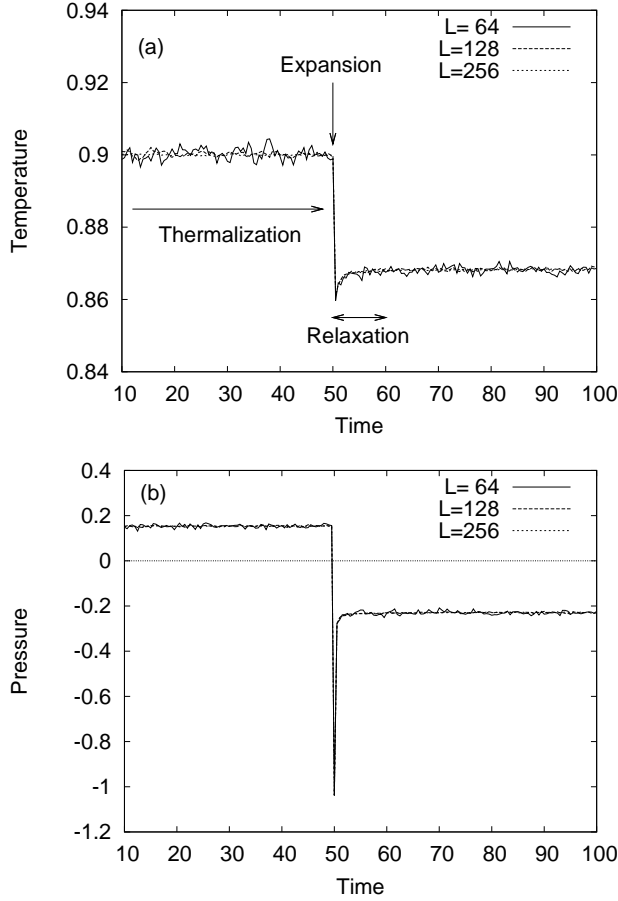 (a)
L= 64
L=128
L=256
Expansion
Thermalization
Relaxation
Temperature
0.94
0.92
0.9
0.88
0.86
0.84
10 20 30 40 50 60 70 80 90 100
Time
(b)
L= 64
L=128
L=256
Pressure
0.4
0.2
0
-0.2
-0.4
-0.6
-0.8
-1
-1.2
10 20 30 40 50 60 70 80 90 100
Time